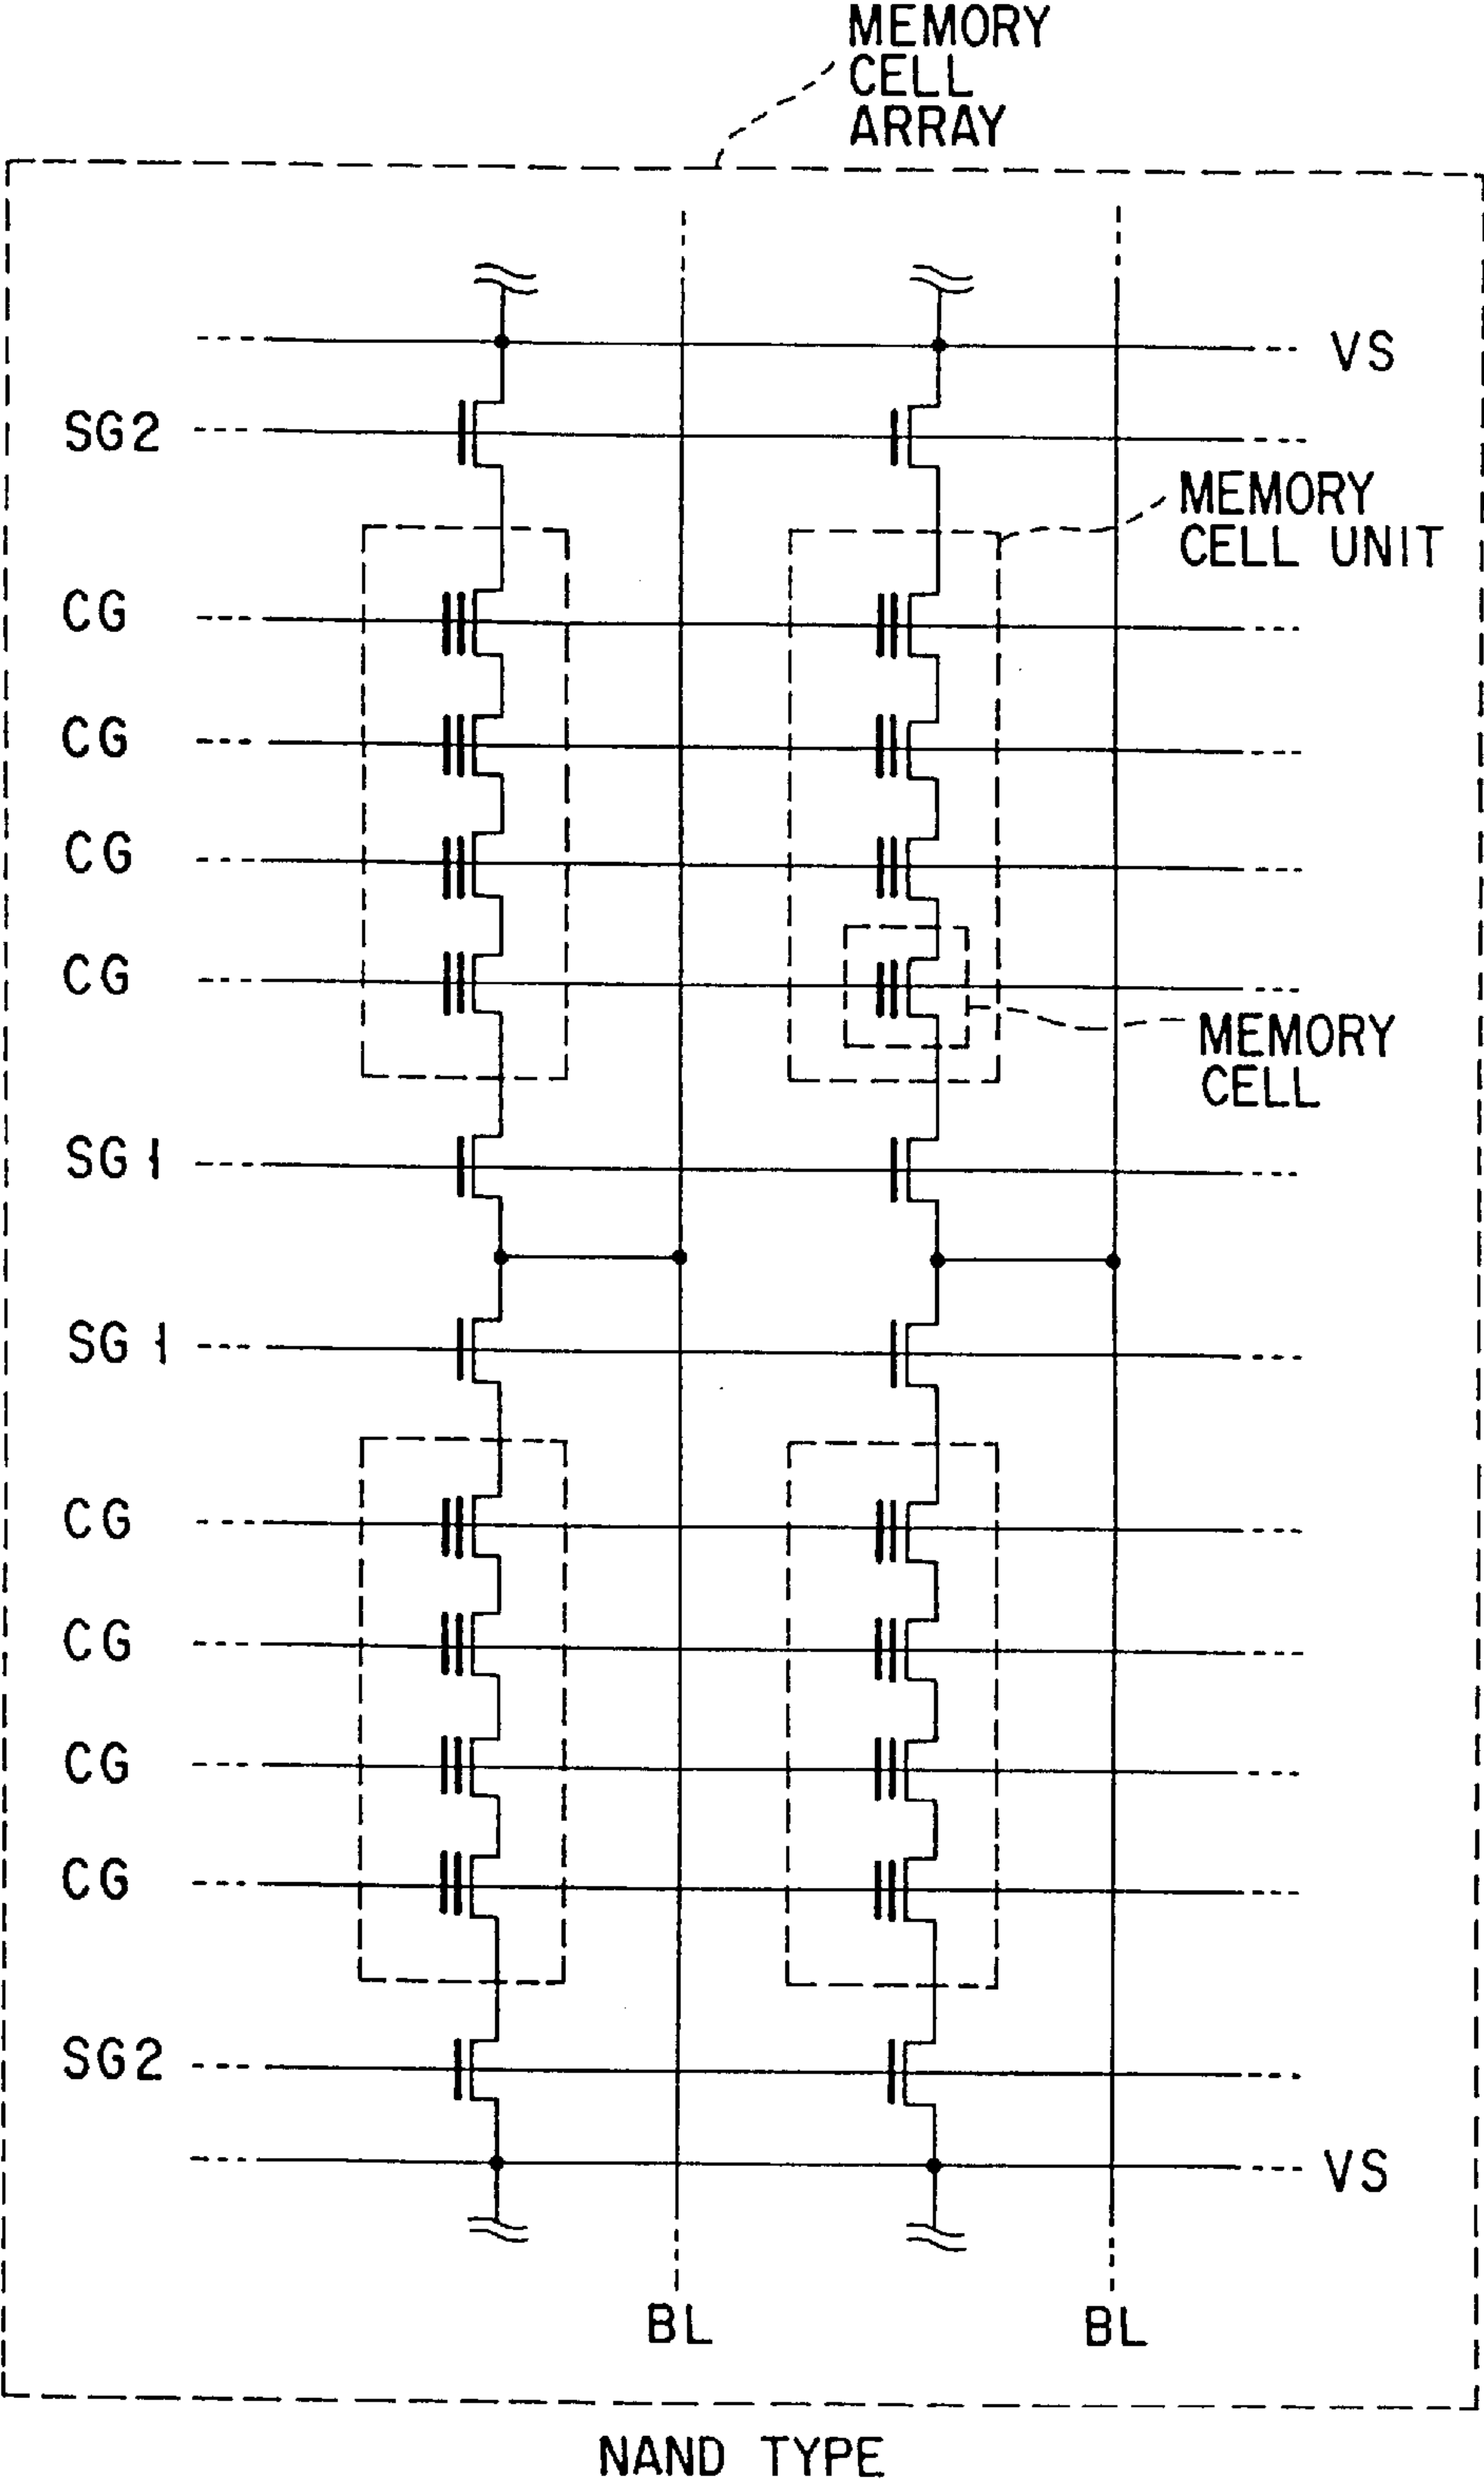 MEMORY
CELL
ARRAY
VS
SG2
MEMORY
CELL UNIT
CG
CG
CG
CG
MEMORY
CELL
SG1
SG1
CG
CG
CG
CG
SG2
VS
BL BL
NAND TYPE